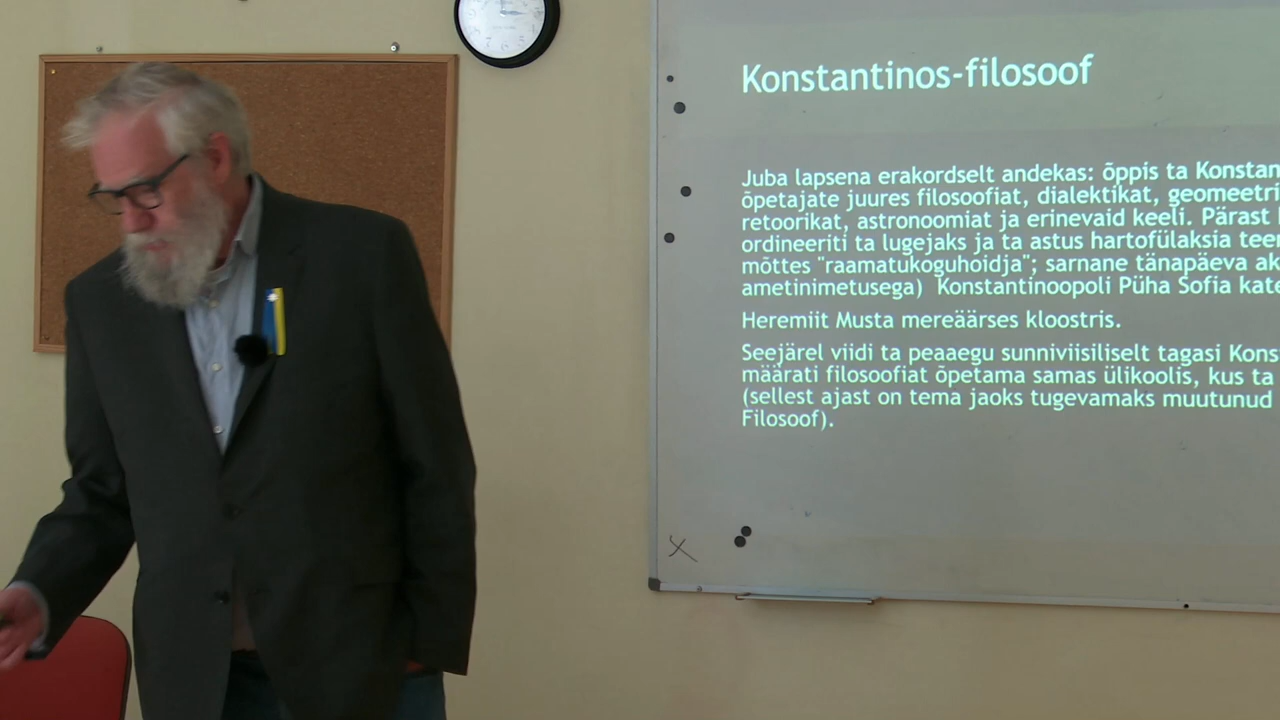 Konstantinos-filosoof
Juba lapsena erakordselt andekas: õppis ta Konstan
õpetajate juures filosoofiat, dialektikat, geomeetri
retoorikat, astronoomiat ja erinevaid keeli. Pärast
ordineeriti ta lugejaks ja ta astus hartofülaksia teen
mõttes "raamatukoguhoidja"; sarnane tänapäeva ak
ametinimetusega) Konstantinoopoli Püha Sofia kate
Heremiit Musta mereäärses kloostris.
Seejärel viidi ta peaaegu sunniviisiliselt tagasi Kons
määrati filosoofiat õpetama samas ülikoolis, kus ta
(sellest ajast on tema jaoks tugevamaks muutunud
Filosoof).